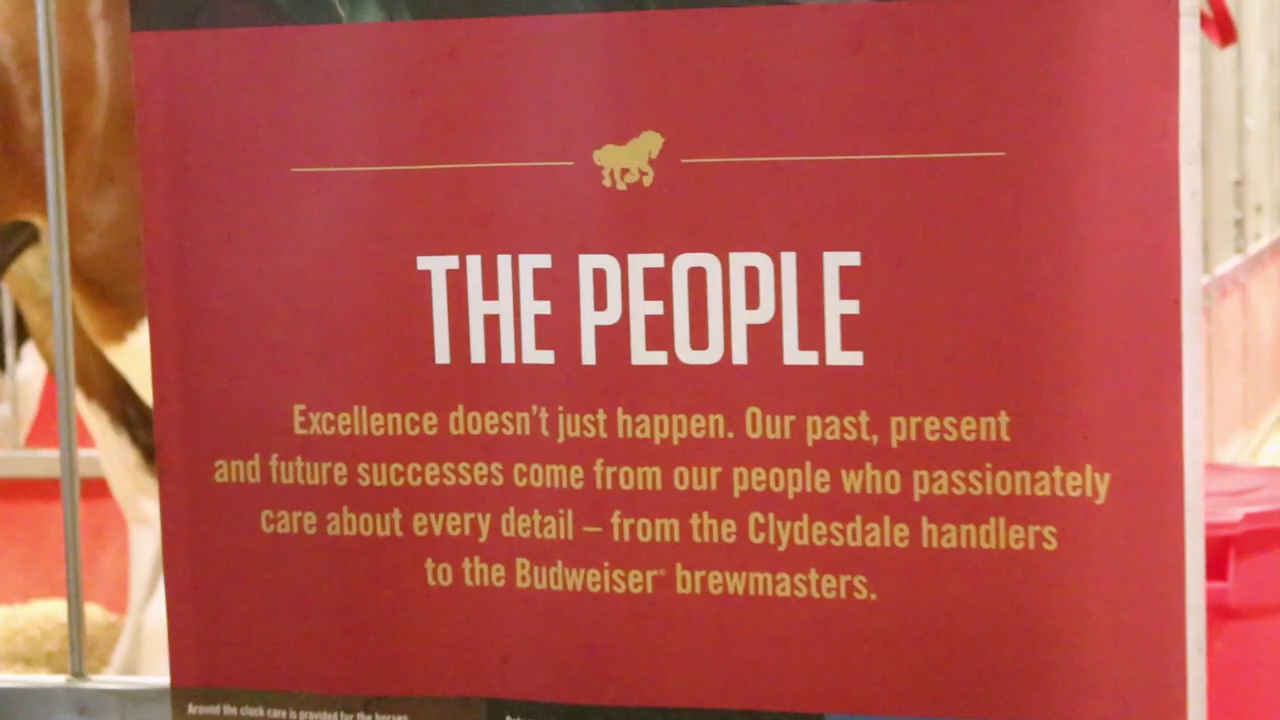 THE PEOPLE
Excellence doesn't just happen. Our past, present
and future successes come from our people who passionately
care about every detail – from the Clydesdale handlers
to the Budweiser® brewmasters.
Around the clock care is provided for the horses